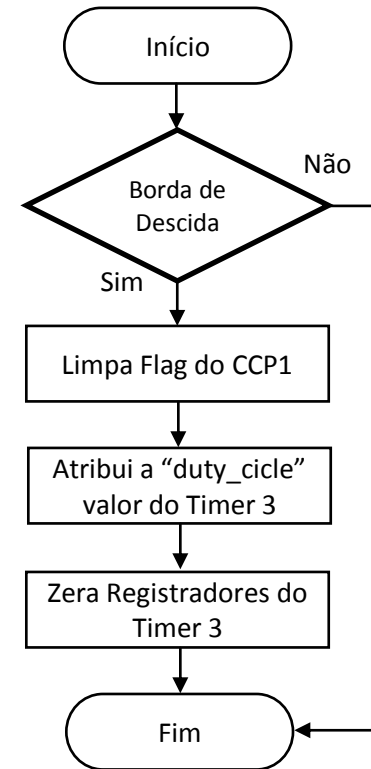 Início
Não
Borda de
Descida
Sim
Limpa Flag do CCP1
Atribui a “duty_cicle”
valor do Timer 3
Zera Registradores do
Timer 3
Fim